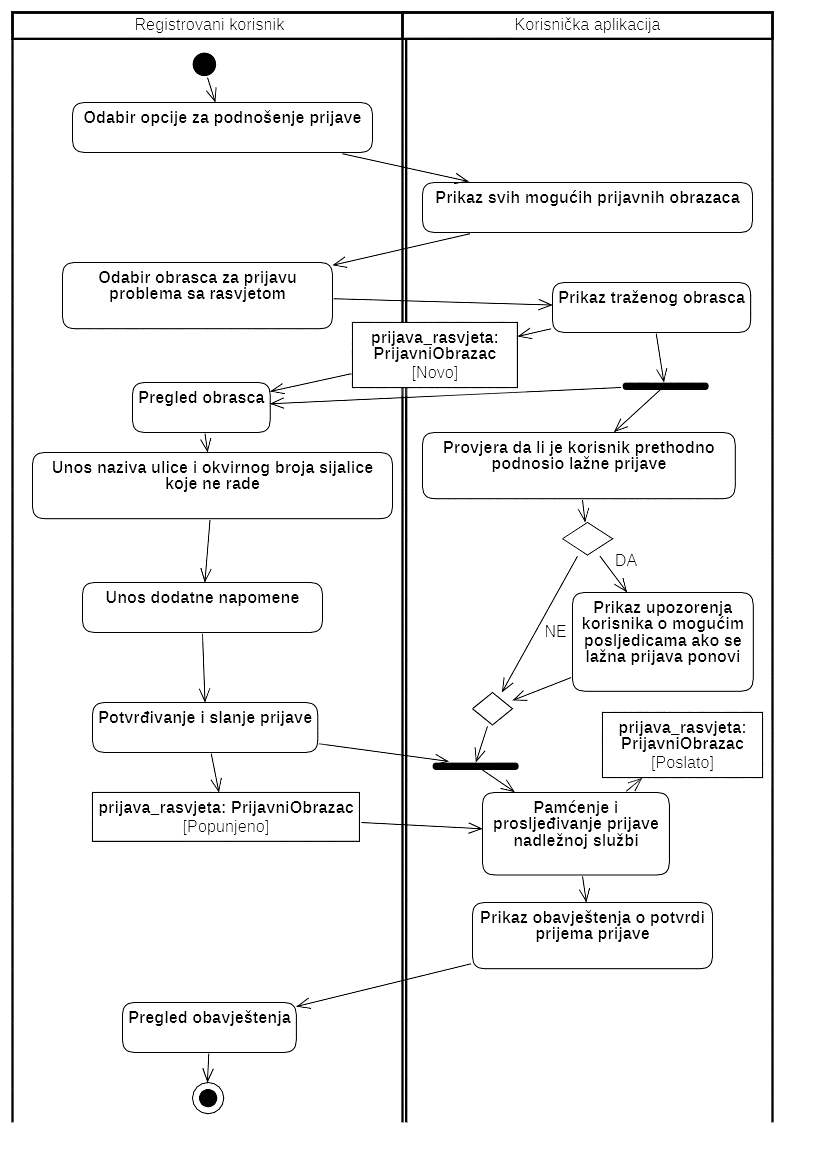 Registrovani korisnik
Korisnička aplikacija
Odabir opcije za podnošenje prijave
Prikaz svih mogućih prijavnih obrazaca
Odabir obrasca za prijavu
problema sa rasvjetom
Prikaz traženog obrasca
prijava_rasvjeta:
PrijavniObrazac
[Novo]
Pregled obrasca
Provjera da li je korisnik prethodno
podnosio lažne prijave
Unos naziva ulice i okvirnog broja sijalice
koje ne rade
DA
Unos dodatne napomene
Prikaz upozorenja
korisnika o mogućim
posljedicama ako se
lažna prijava ponovi
NE
Potvrđivanje i slanje prijave
prijava_rasvjeta:
PrijavniObrazac
[Poslato]
prijava_rasvjeta: PrijavniObrazac
[Popunjeno]
Pamćenje i
prosljeđivanje prijave
nadležnoj službi
Prikaz obavještenja o potvrdi
prijema prijave
Pregled obavještenja